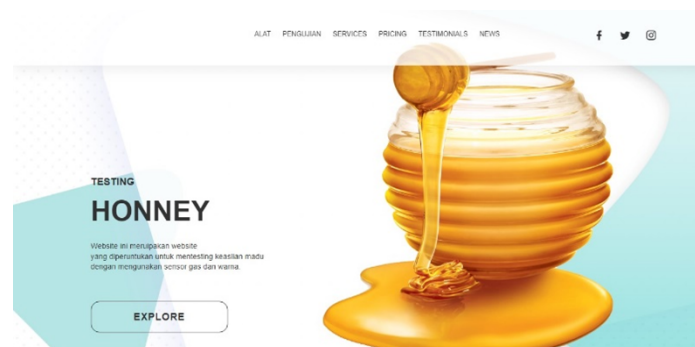 ALAT PENGUJIAN SERVICES PRICING TESTIMONIALS NEWS
TESTING
HONNEY
Website ini merupakan website
yang diperuntukan untuk mentesting keaslian madu
dengan mengunakan sensor gas dan warna.
EXPLORE